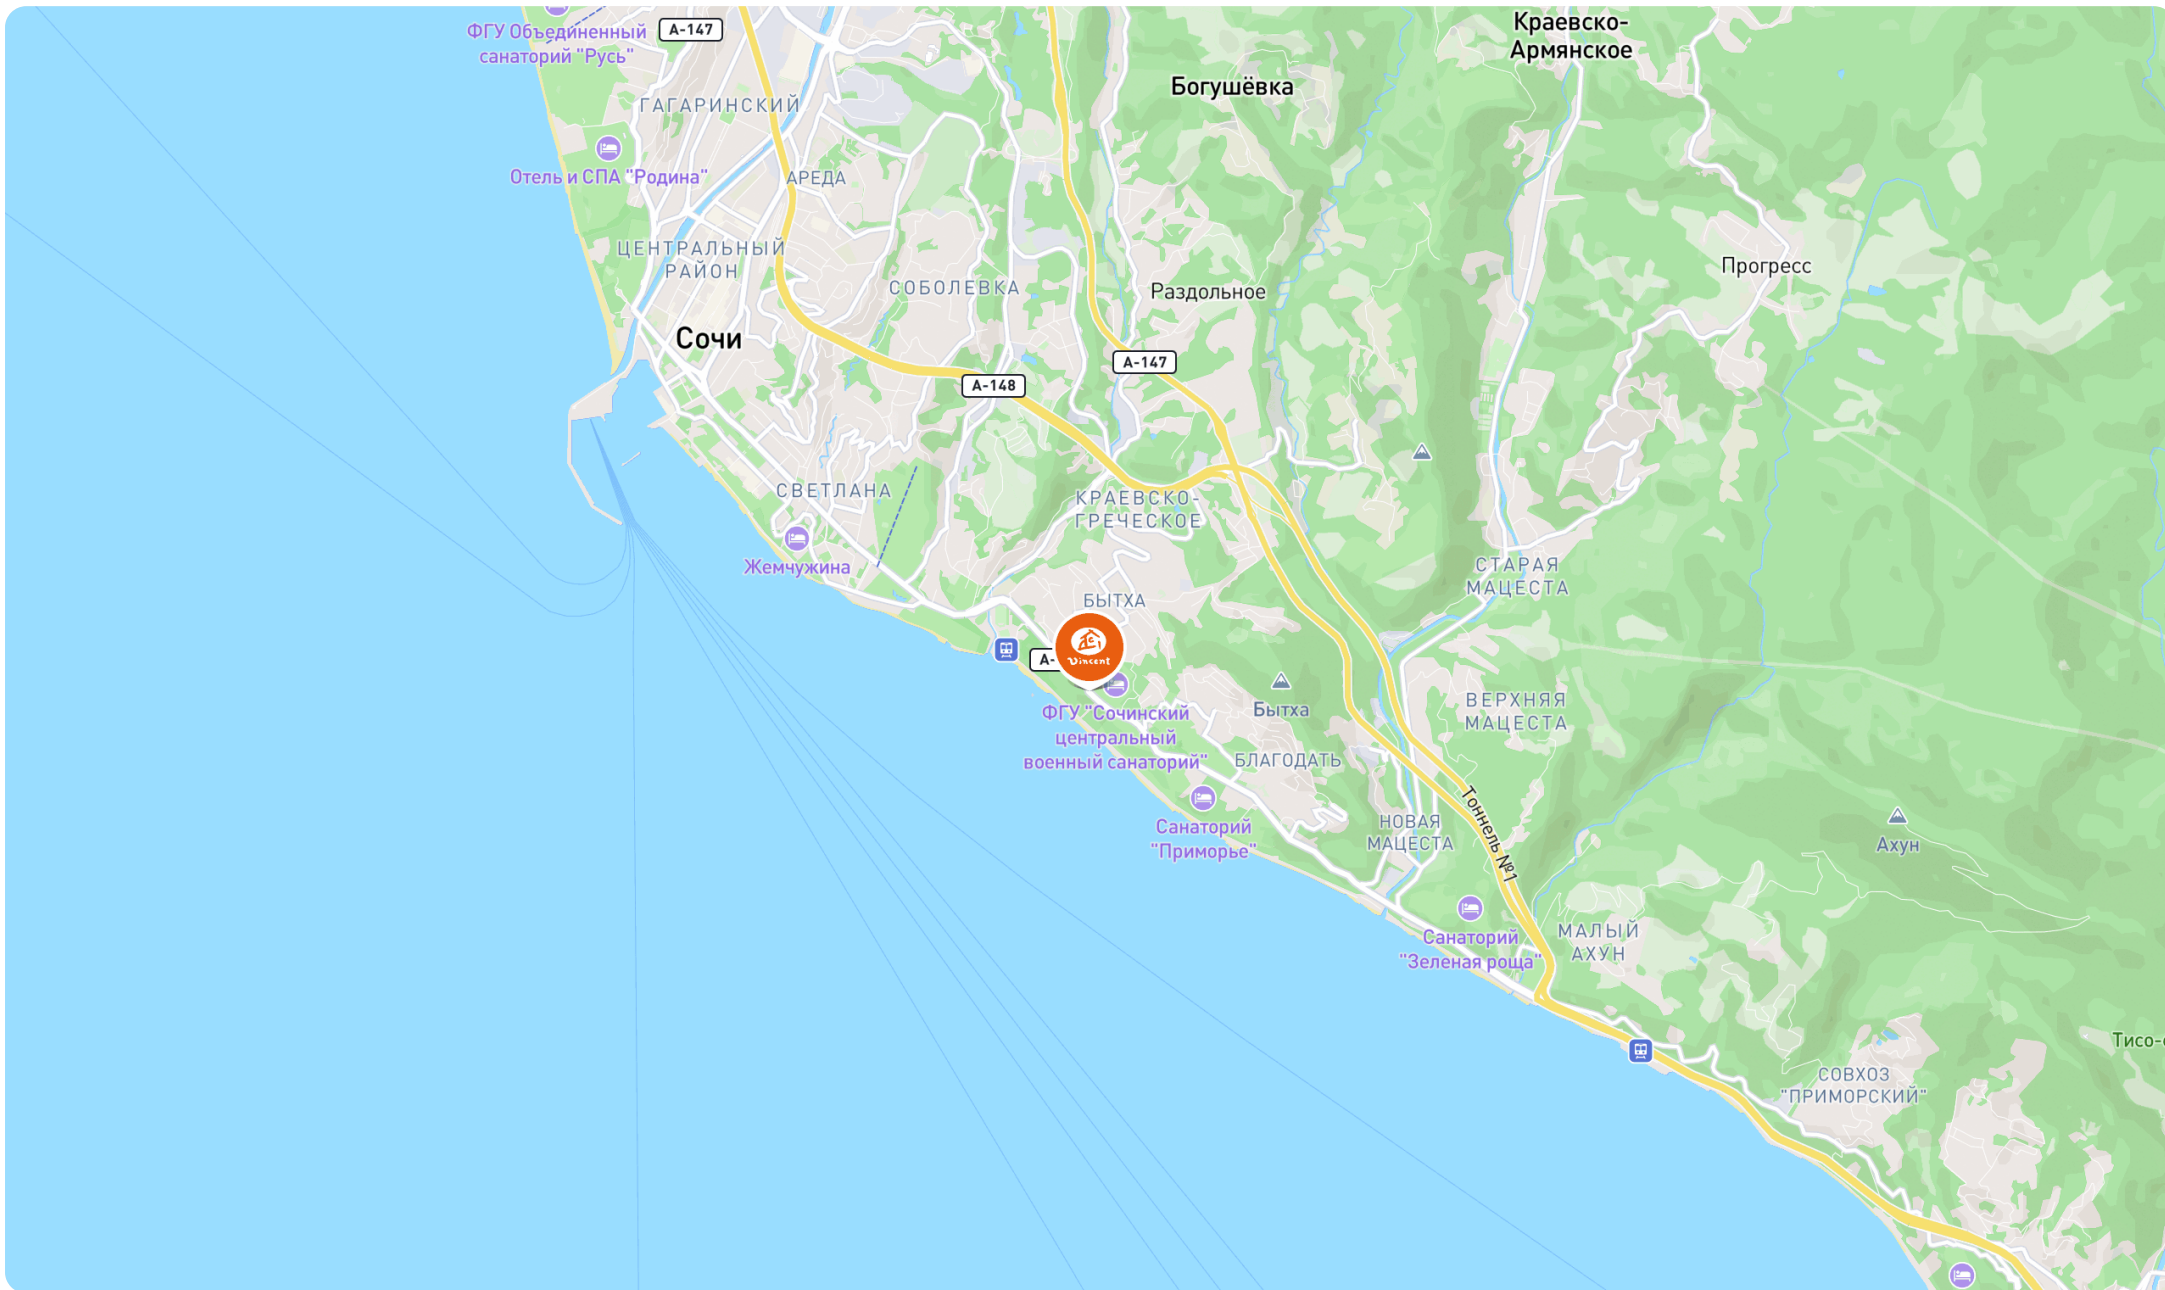 ФГУ Объединенный
санаторий "Русь"
А-147
Краевско-
Армянское
Богушёвка
ГАГАРИНСКИЙ
Отель и СПА "Родина"
АРЕДА
ЦЕНТРАЛЬНЫЙ
РАЙОН
СОБОЛЕВКА
Раздольное
Прогресс
Сочи
А-147
А-148
СВЕТЛАНА
КРАЕВСКО-
ГРЕЧЕСКОЕ
Жемчужина
СТАРАЯ
МАЦЕСТА
БЫТХА
А-
Vincent
ФГУ "Сочинский
центральный
военный санаторий"
Бытха
ВЕРХНЯЯ
МАЦЕСТА
БЛАГОДАТЬ
Тоннель №1
Санаторий
"Приморье"
НОВАЯ
МАЦЕСТА
Ахун
Санаторий
"Зеленая роща"
МАЛЫЙ
АХУН
Тисо-
СОВХОЗ
"ПРИМОРСКИЙ"